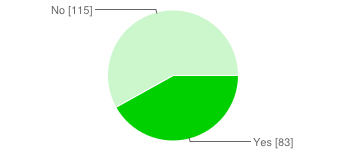 No [115]
Yes [83]